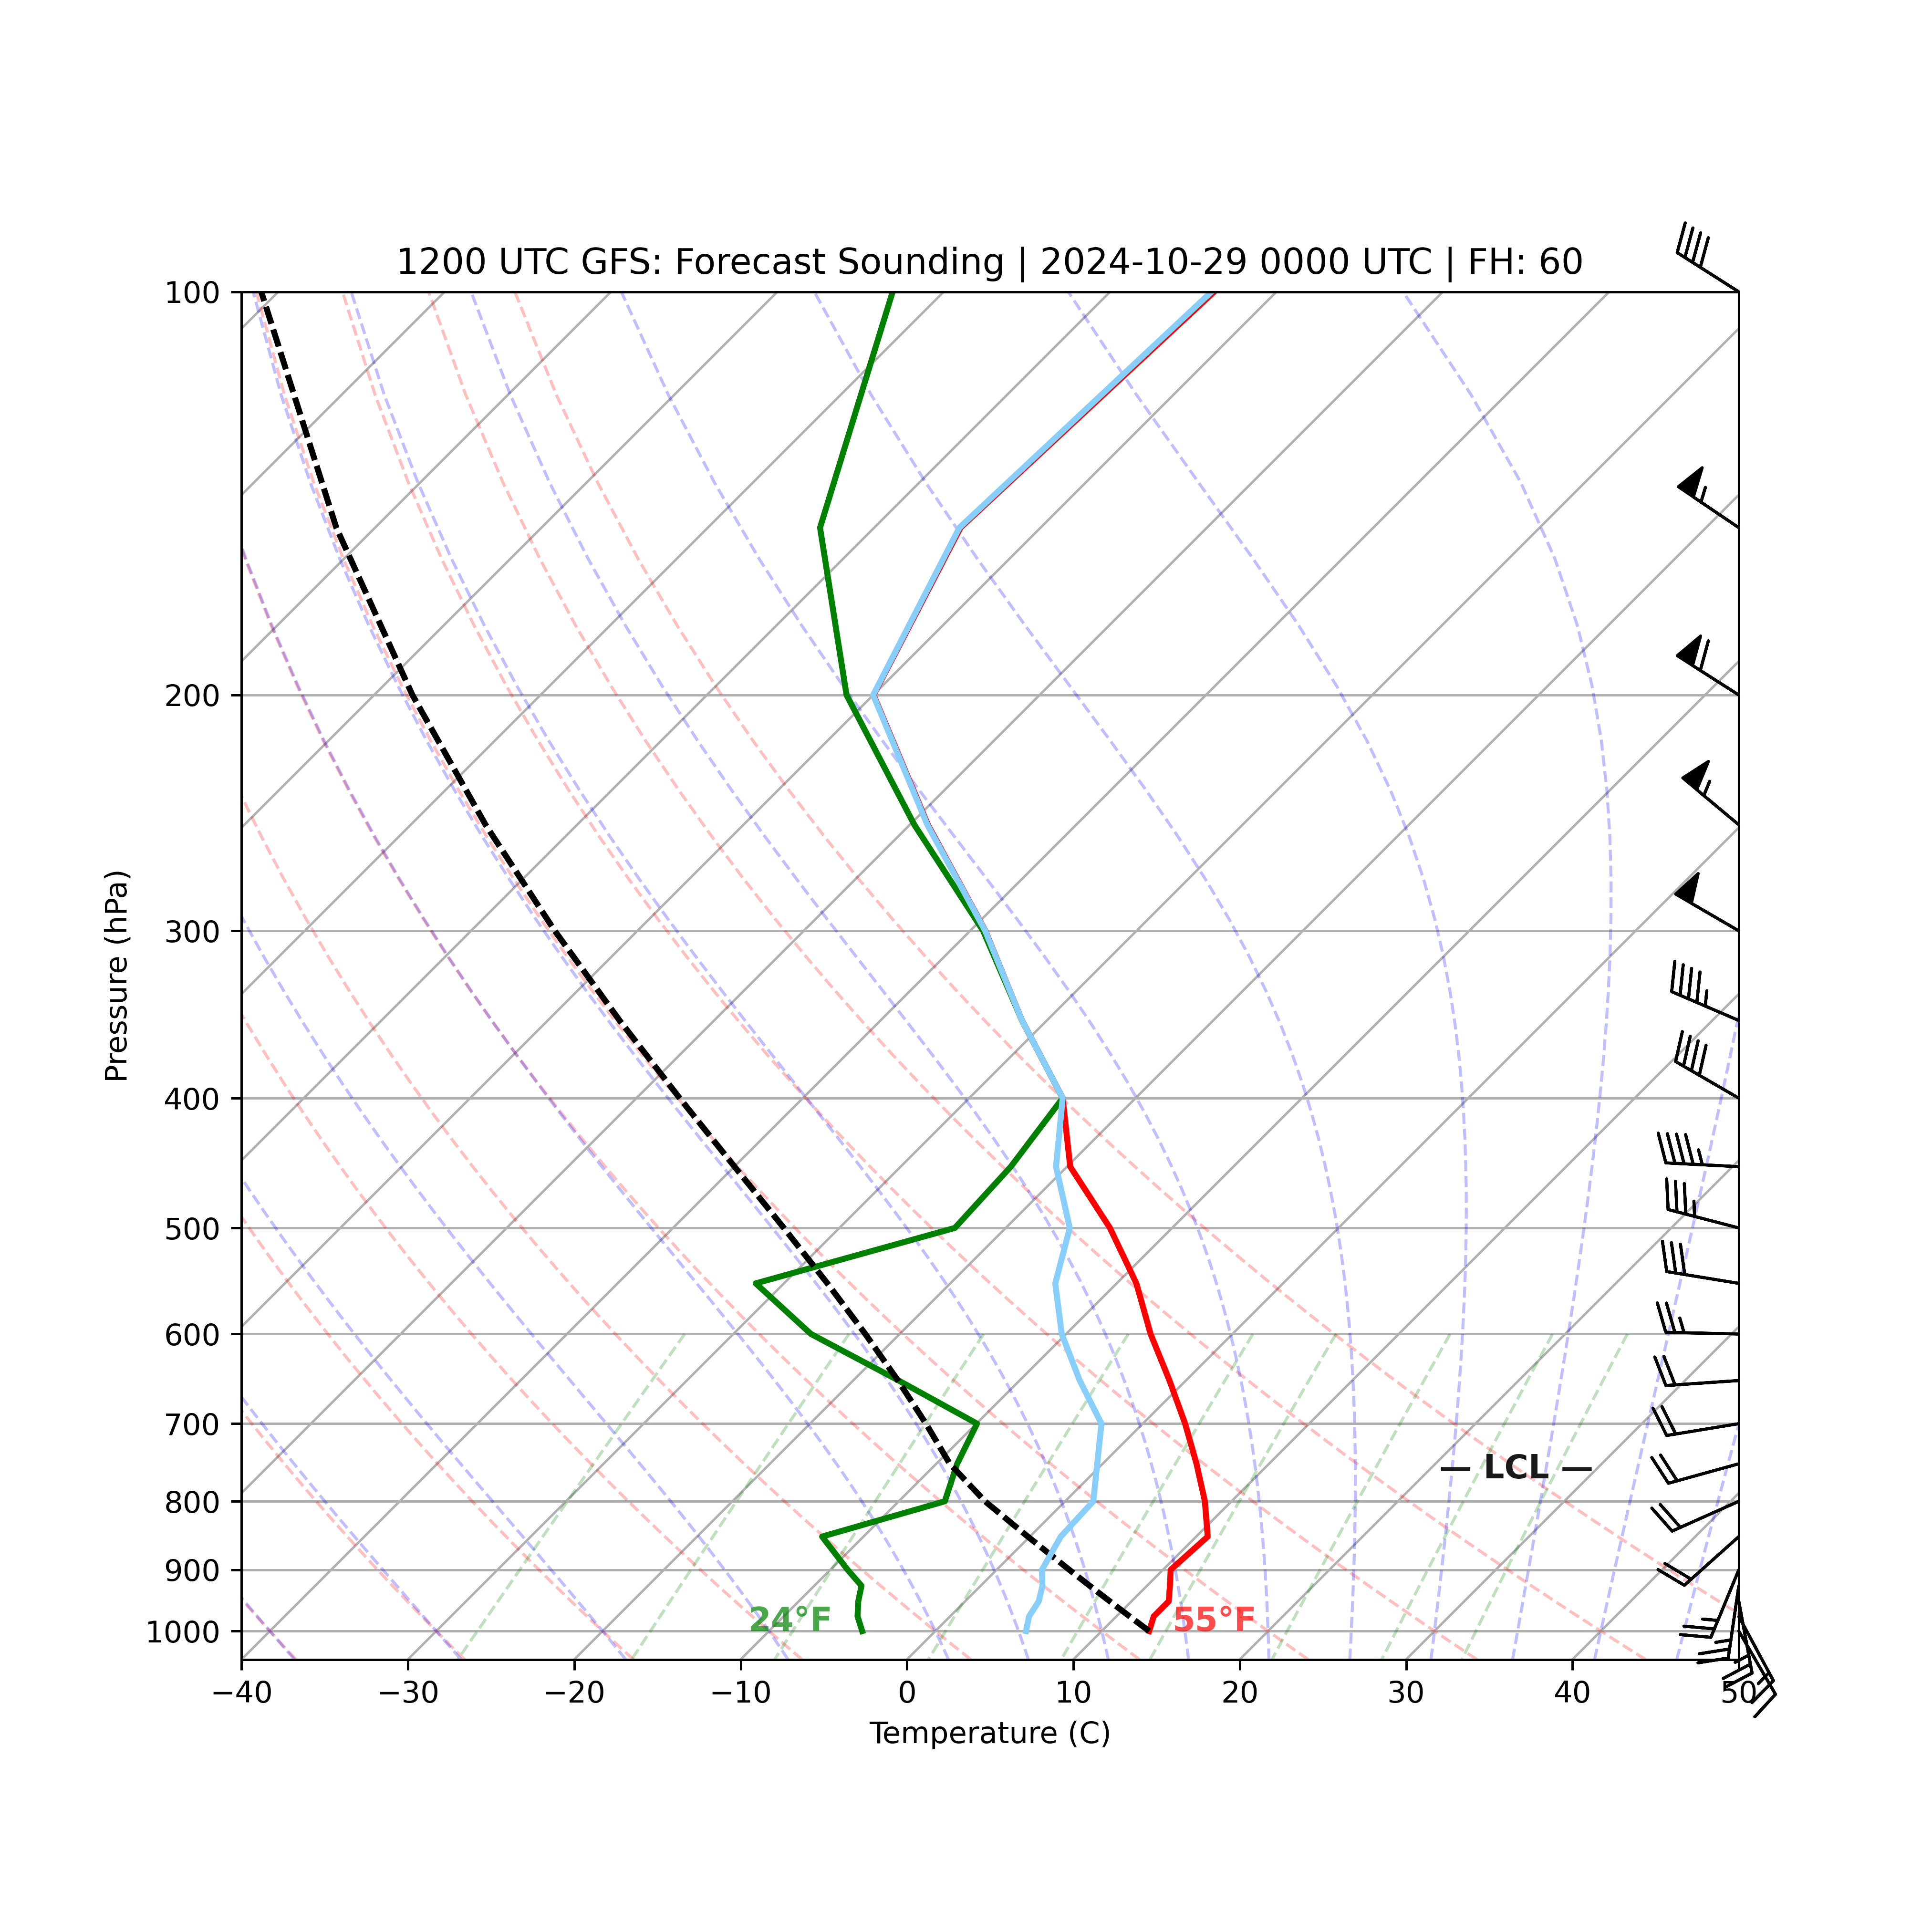 1200 UTC GFS: Forecast Sounding | 2024-10-29 0000 UTC | FH: 60
100
200
300
400
500
600
700
800
900
1000
Pressure (hPa)
— LCL —
24°F
55°F
−40 −30 −20 −10 0 10 20 30 40 50
Temperature (C)